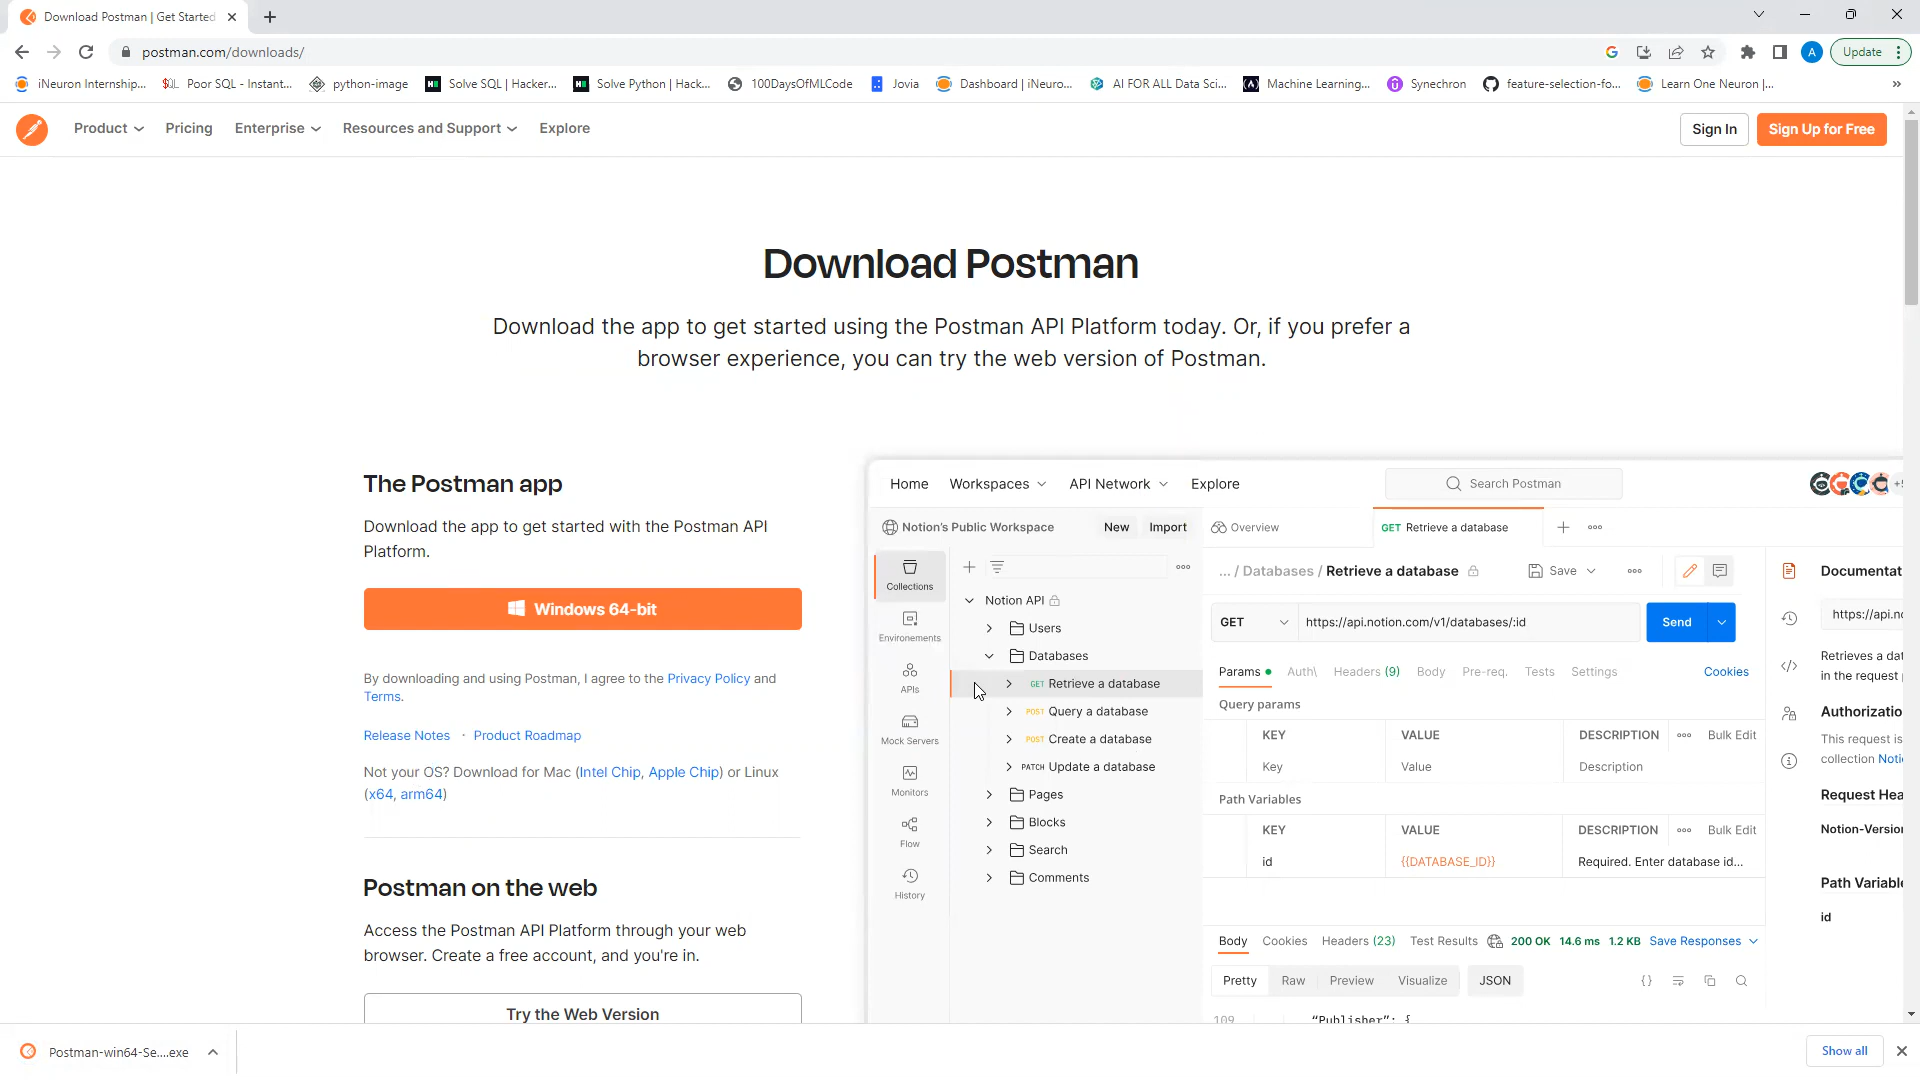 Download Postman | Get Started
postman.com/downloads/
Update
iNeuron Internship...
Poor SQL - Instant...
python-image
Solve SQL | Hacker...
Solve Python | Hack...
100DaysOfMLCode
Jovia
Dashboard | iNeuro...
AI FOR ALL Data Sci...
Machine Learning...
Synechron
feature-selection-fo...
Learn One Neuron |...
Product
Pricing
Enterprise
Resources and Support
Explore
Sign In
Sign Up for Free
Download Postman
Download the app to get started using the Postman API Platform today. Or, if you prefer a
browser experience, you can try the web version of Postman.
The Postman app
Download the app to get started with the Postman API
Platform.
Windows 64-bit
By downloading and using Postman, I agree to the Privacy Policy and
Terms.
Release Notes · Product Roadmap
Not your OS? Download for Mac (Intel Chip, Apple Chip) or Linux
(x64, arm64)
Postman on the web
Access the Postman API Platform through your web
browser. Create a free account, and you're in.
Try the Web Version
Home
Workspaces
API Network
Explore
Search Postman
Notion's Public Workspace
New
Import
Overview
GET Retrieve a database
Collections
Environements
APIs
Mock Servers
Monitors
Flow
History
Notion API
Users
Databases
GET Retrieve a database
POST Query a database
POST Create a database
PATCH Update a database
Pages
Blocks
Search
Comments
... / Databases / Retrieve a database
Save
GET
https://api.notion.com/v1/databases/:id
Send
Params
Auth\
Headers (9)
Body
Pre-req.
Tests
Settings
Cookies
Query params
KEY VALUE DESCRIPTION Bulk Edit
Key Value Description
Path Variables
KEY VALUE DESCRIPTION Bulk Edit
id {{DATABASE_ID}} Required. Enter database id...
Body
Cookies
Headers (23)
Test Results
200 OK 14.6 ms 1.2 KB Save Responses
Pretty
Raw
Preview
Visualize
JSON
109 "Publisher": {
Documentat
https://api.no
Retrieves a dat
in the request
Authorizatio
This request is
collection Noti
Request Hea
Notion-Version
Path Variable
id
Postman-win64-Se....exe
Show all